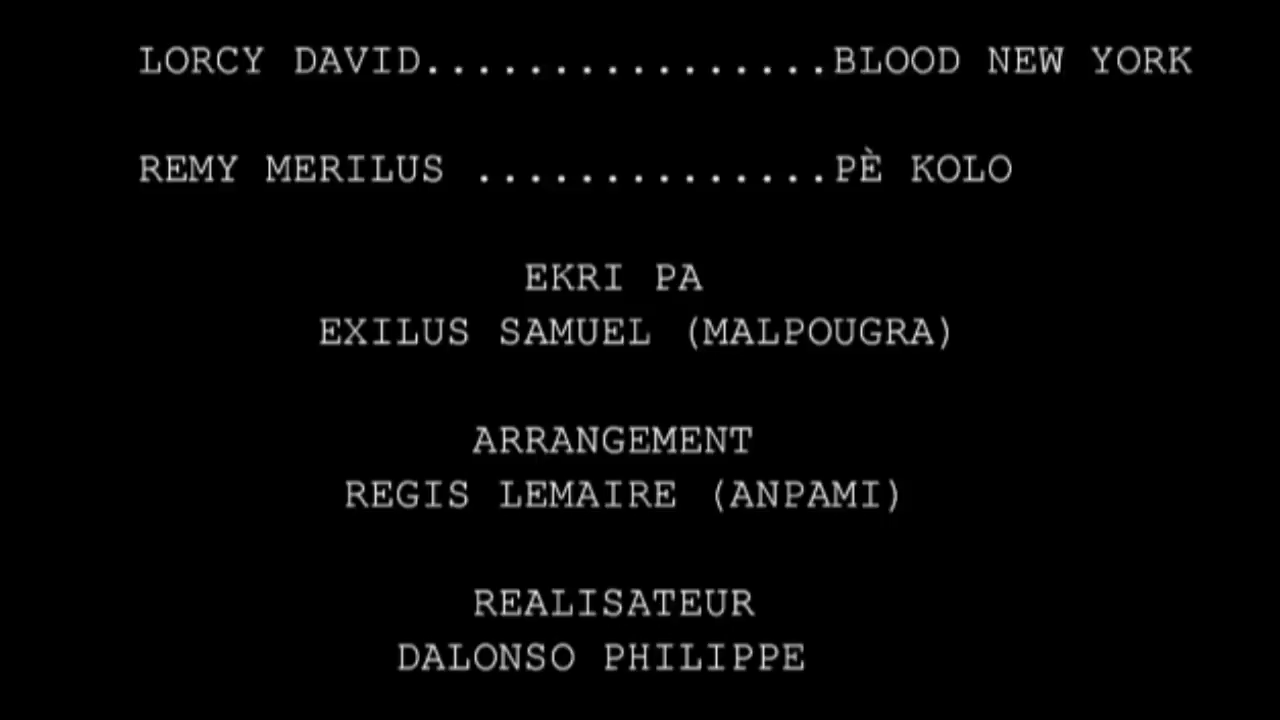 LORCY DAVID................BLOOD NEW YORK
REMY MERILUS ..............PÈ KOLO
EKRI PA
EXILUS SAMUEL (MALPOUGRA)
ARRANGEMENT
REGIS LEMAIRE (ANPAMI)
REALISATEUR
DALONSO PHILIPPE